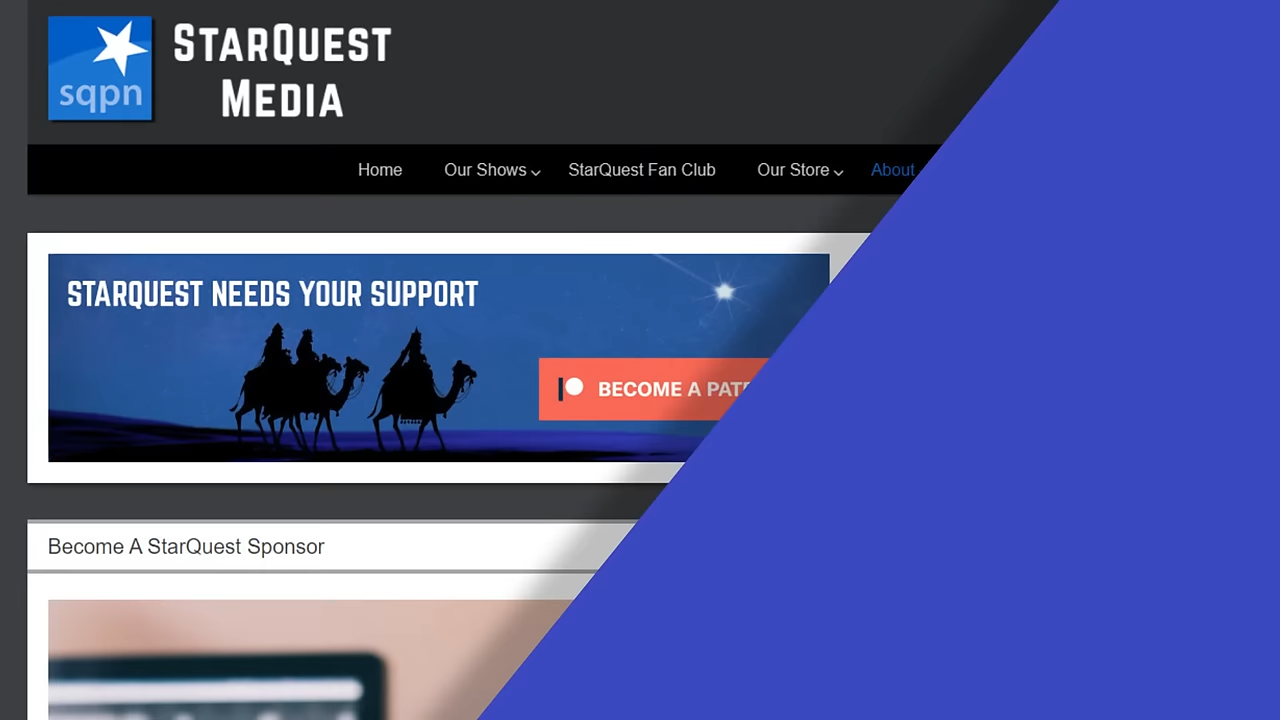 sqpn
StarQuest
Media
Home Our Shows StarQuest Fan Club Our Store About
STARQUEST NEEDS YOUR SUPPORT
BECOME A
Become A StarQuest Sponsor